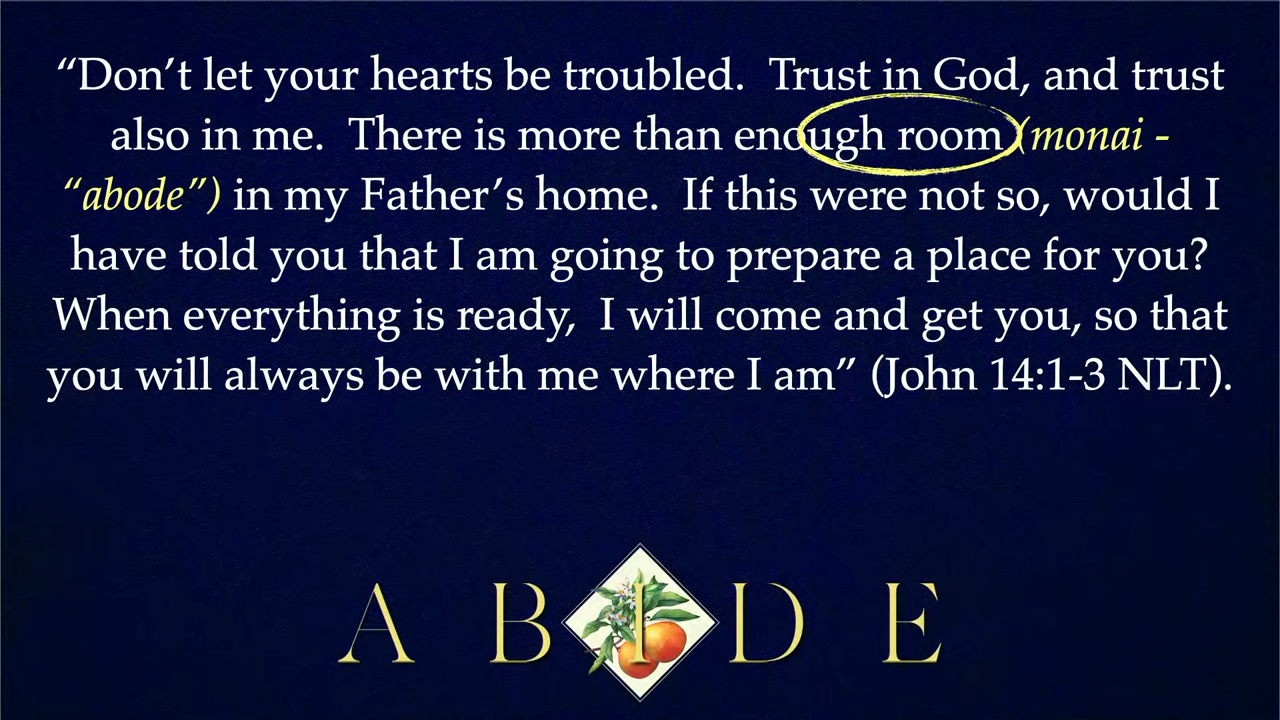 “Don’t let your hearts be troubled.  Trust in God, and trust
also in me.  There is more than enough room (monai -
“abode”) in my Father’s home.  If this were not so, would I
have told you that I am going to prepare a place for you?
When everything is ready,  I will come and get you, so that
you will always be with me where I am” (John 14:1-3 NLT).
A B I D E